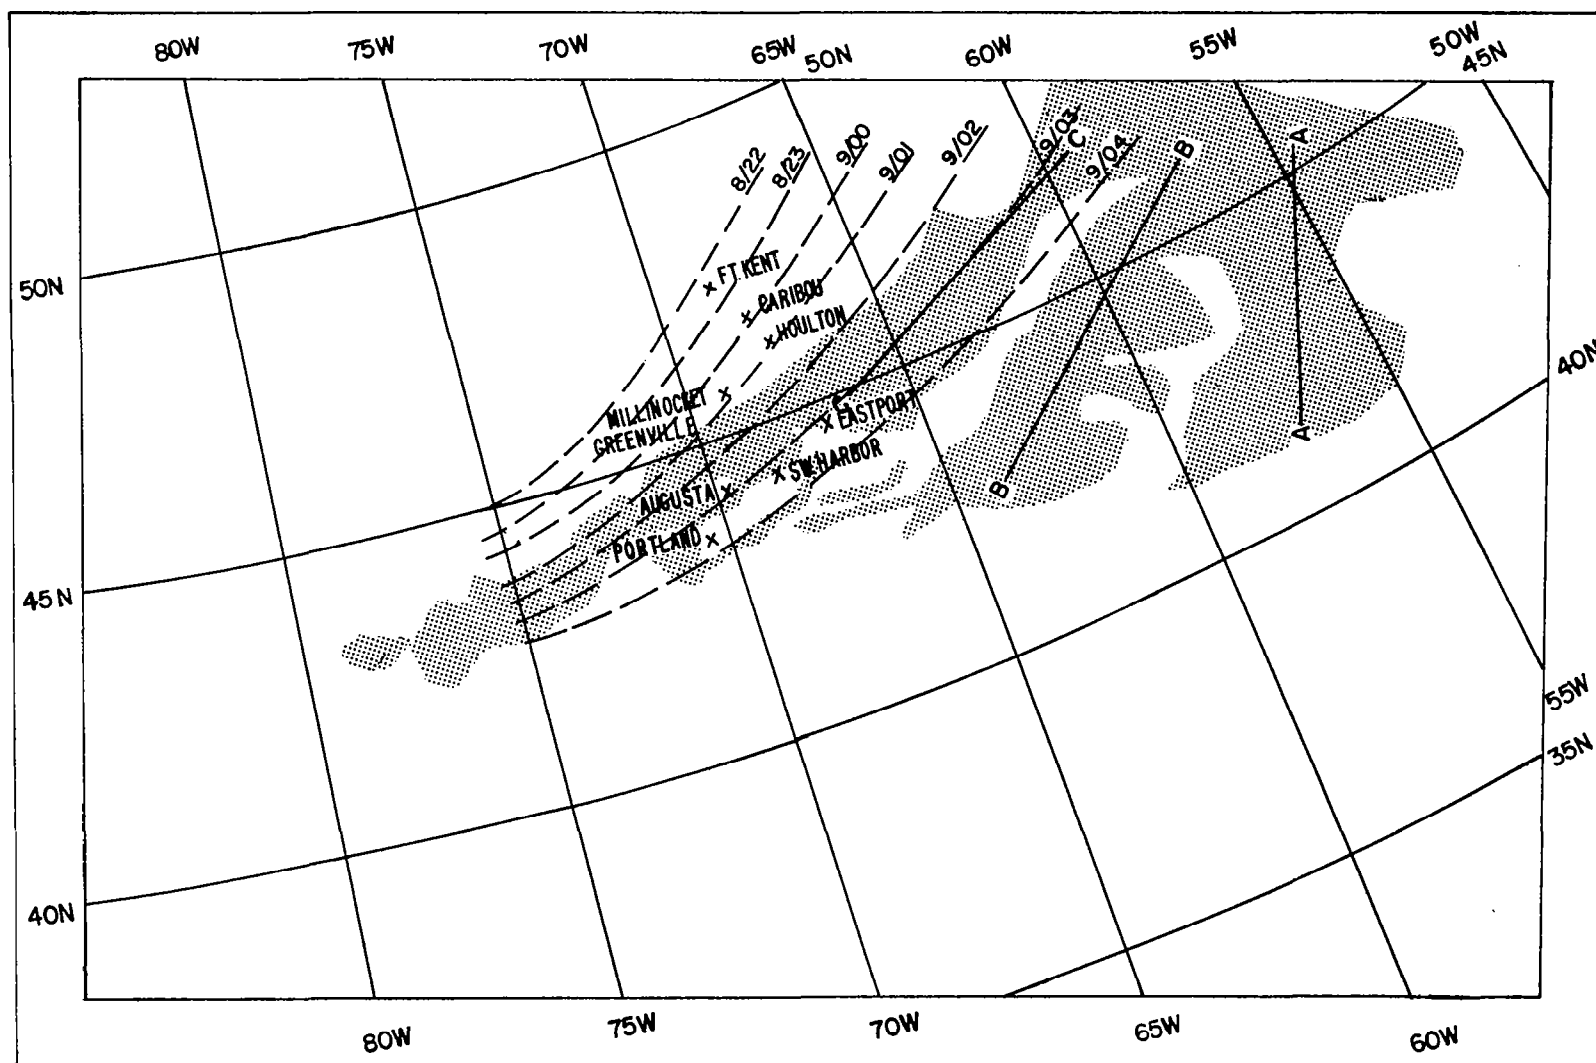 80W
75W
70W
65W
50N
60W
55W
50W
45N
8/22
8/23
9/00
9/01
9/02
9/03
C
9/04
B
A
FT. KENT
50N
CARIBOU
HOULTON
40N
MILLINOCKET
GREENVILLE
C
EASTPORT
SW. HARBOR
A
B
AUGUSTA
PORTLAND
45N
55W
35N
40N
80W
75W
70W
65W
60W